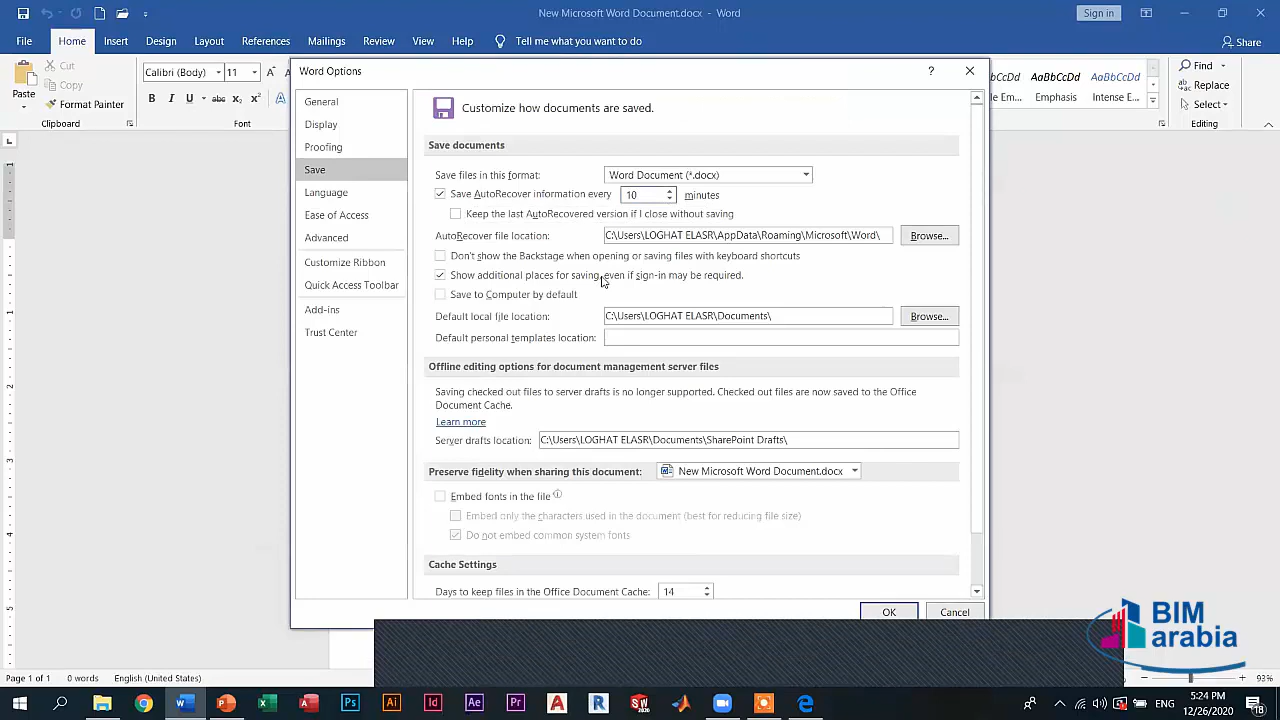 New Microsoft Word Document.docx - Word
Sign in
File Home Insert Design Layout References Mailings Review View Help Tell me what you want to do Share
Paste
Cut
Copy
Format Painter
Clipboard
Calibri (Body) 11
B I U abc X₂ X²
Font
AaBbCcDd AaBbCcDd
Emphasis Intense E...
Find
Replace
Select
Editing
Word Options
General
Display
Proofing
Save
Language
Ease of Access
Advanced
Customize Ribbon
Quick Access Toolbar
Add-ins
Trust Center
Customize how documents are saved.
Save documents
Save files in this format: Word Document (*.docx)
Save AutoRecover information every 10 minutes
Keep the last AutoRecovered version if I close without saving
AutoRecover file location: C:\Users\LOGHAT ELASR\AppData\Roaming\Microsoft\Word\ Browse...
Don't show the Backstage when opening or saving files with keyboard shortcuts
Show additional places for saving, even if sign-in may be required.
Save to Computer by default
Default local file location: C:\Users\LOGHAT ELASR\Documents\ Browse...
Default personal templates location:
Offline editing options for document management server files
Saving checked out files to server drafts is no longer supported. Checked out files are now saved to the Office
Document Cache.
Learn more
Server drafts location: C:\Users\LOGHAT ELASR\Documents\SharePoint Drafts\
Preserve fidelity when sharing this document: New Microsoft Word Document.docx
Embed fonts in the file
Embed only the characters used in the document (best for reducing file size)
Do not embed common system fonts
Cache Settings
Days to keep files in the Office Document Cache: 14
OK Cancel
BIM
arabia
Page 1 of 1 0 words English (United States) 93%
Ps Ai Id Ae Pr
ENG
5:24 PM
12/26/2020
18